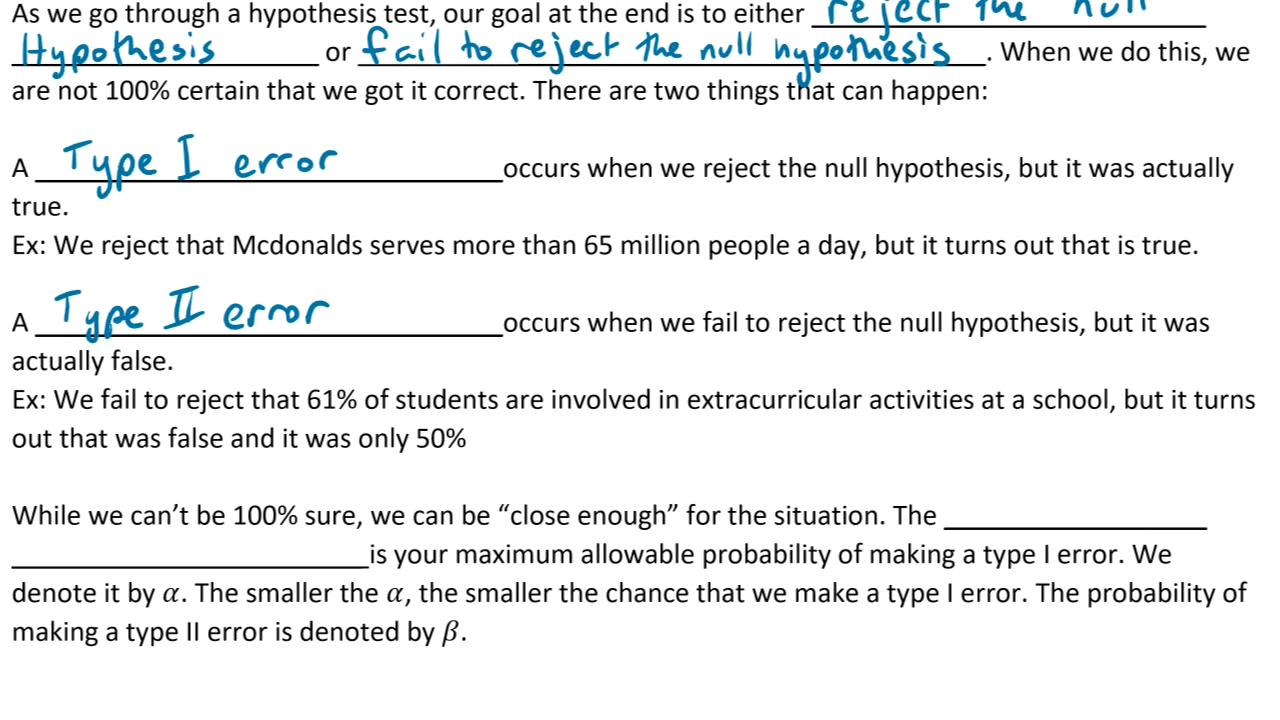 As we go through a hypothesis test, our goal at the end is to either reject the null
Hypothesis or fail to reject the null hypothesis. When we do this, we
are not 100% certain that we got it correct. There are two things that can happen:
A Type I error occurs when we reject the null hypothesis, but it was actually
true.
Ex: We reject that Mcdonalds serves more than 65 million people a day, but it turns out that is true.
A Type II error occurs when we fail to reject the null hypothesis, but it was
actually false.
Ex: We fail to reject that 61% of students are involved in extracurricular activities at a school, but it turns
out that was false and it was only 50%
While we can’t be 100% sure, we can be “close enough” for the situation. The ____________________
____________________is your maximum allowable probability of making a type I error. We
denote it by α. The smaller the α, the smaller the chance that we make a type I error. The probability of
making a type II error is denoted by β.